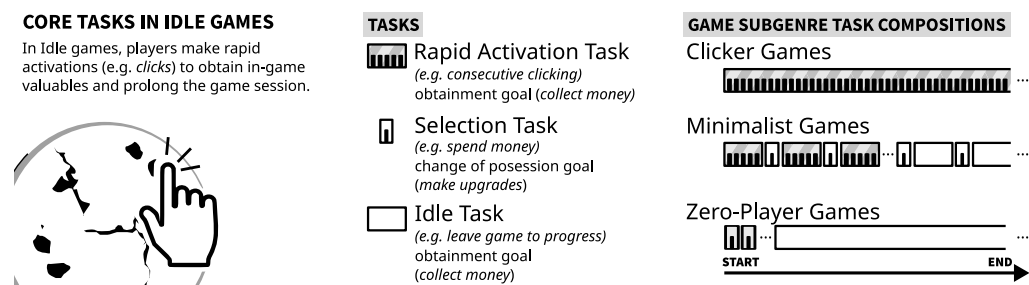 CORE TASKS IN IDLE GAMES
In Idle games, players make rapid
activations (e.g. clicks) to obtain in-game
valuables and prolong the game session.
TASKS
Rapid Activation Task
(e.g. consecutive clicking)
obtainment goal (collect money)
Selection Task
(e.g. spend money)
change of posession goal
(make upgrades)
Idle Task
(e.g. leave game to progress)
obtainment goal
(collect money)
GAME SUBGENRE TASK COMPOSITIONS
Clicker Games
...
Minimalist Games
... ...
Zero-Player Games
... ...
START END